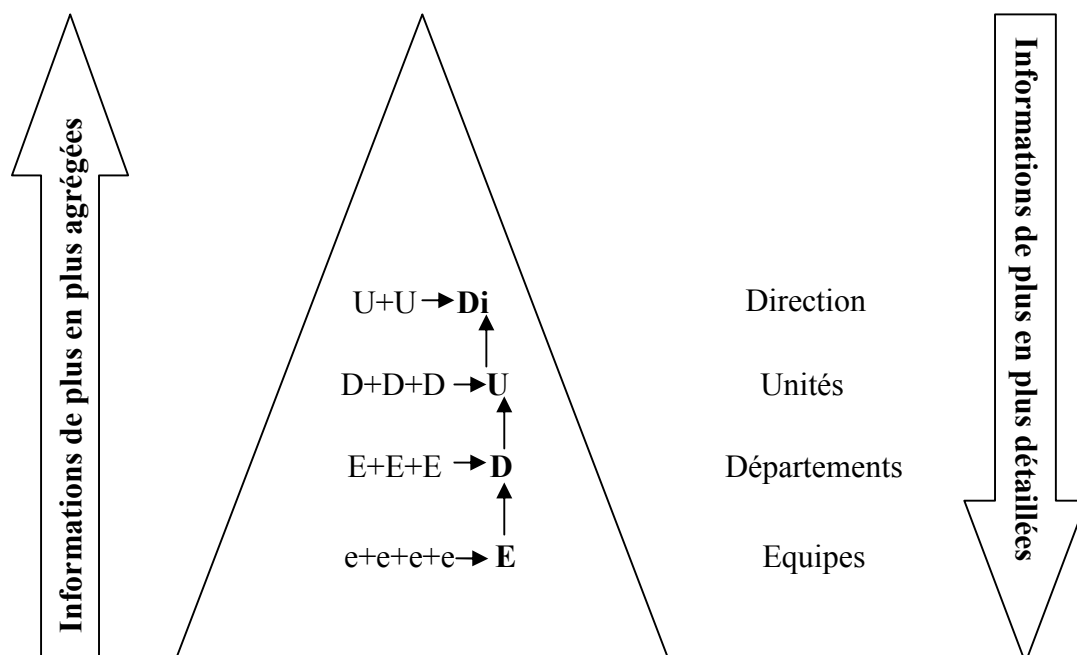 Informations de plus en plus agrégées
U+U Di
Direction
D+D+D U
Unités
E+E+E D
Départements
e+e+e+e E
Equipes
Informations de plus en plus détaillées